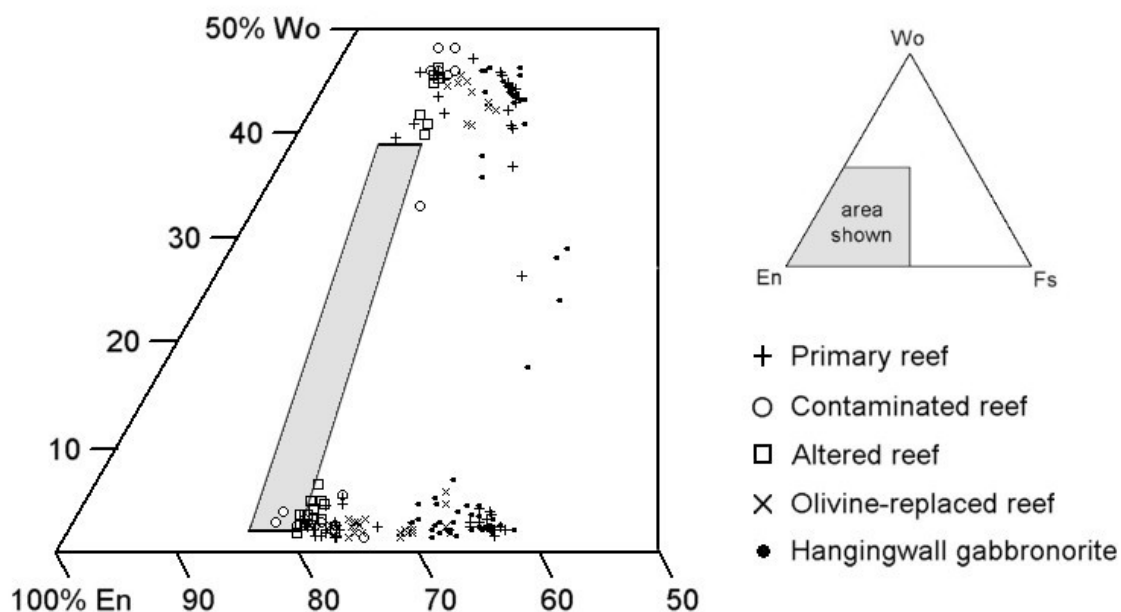 50% Wo
40
30
20
10
100% En
90
80
70
60
50
Wo
area
shown
En
Fs
Primary reef
Contaminated reef
Altered reef
Olivine-replaced reef
Hangingwall gabbronorite